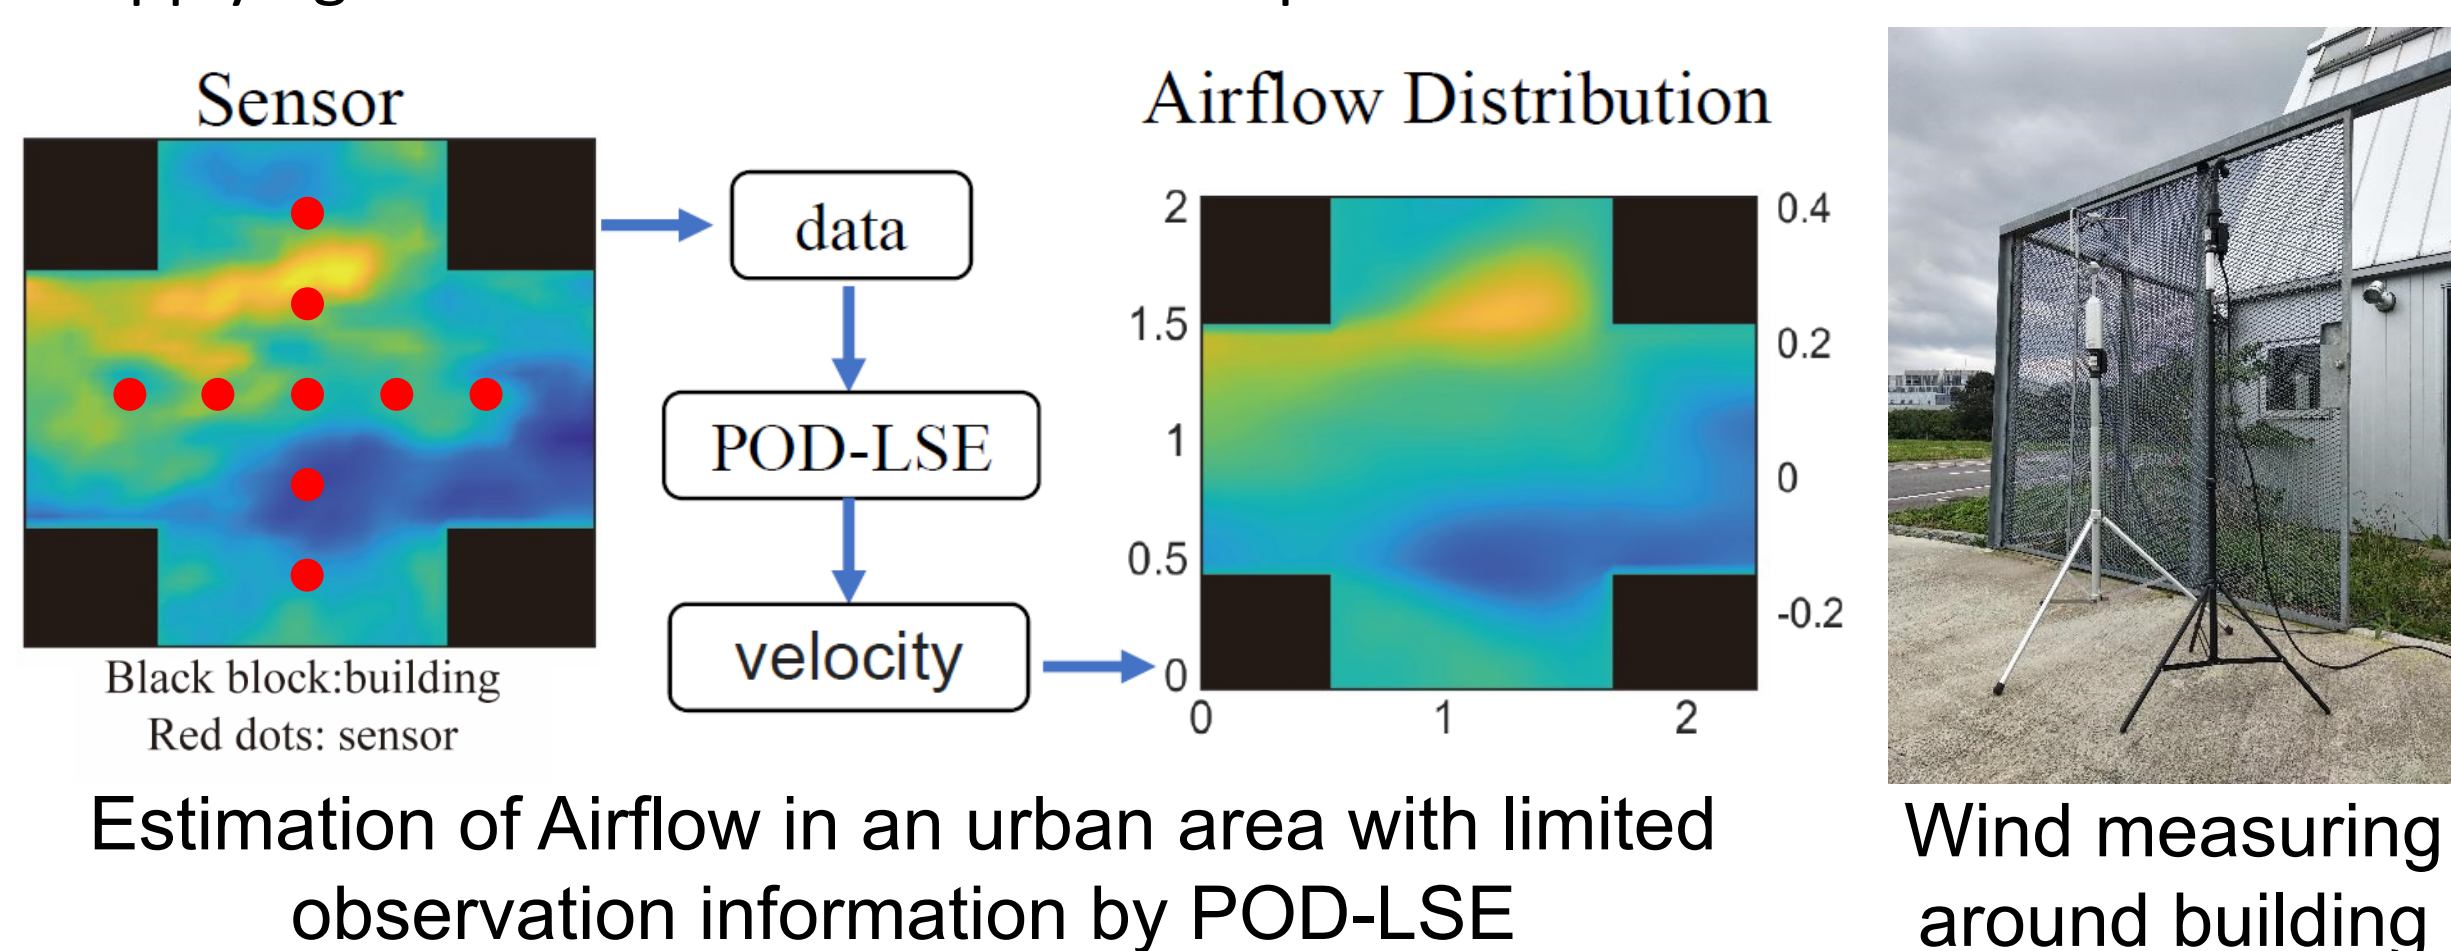 Sensor
Black block:building
Red dots: sensor
data
POD-LSE
velocity
Airflow Distribution
2
1.5
1
0.5
0
0
1
2
0.4
0.2
0
-0.2
Estimation of Airflow in an urban area with limited
observation information by POD-LSE
Wind measuring
around building